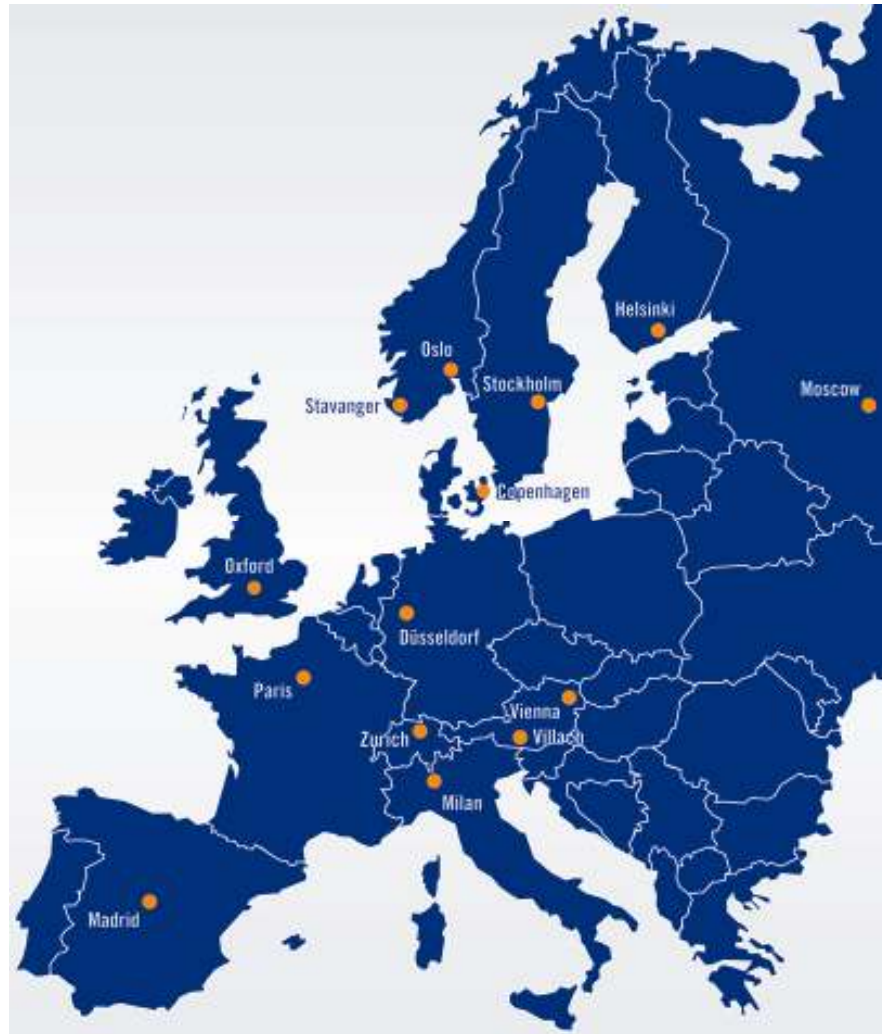 Helsinki
Oslo
Stockholm
Moscow
Stavanger
Copenhagen
Oxford
Düsseldorf
Paris
Vienna
Zurich
Villach
Milan
Madrid